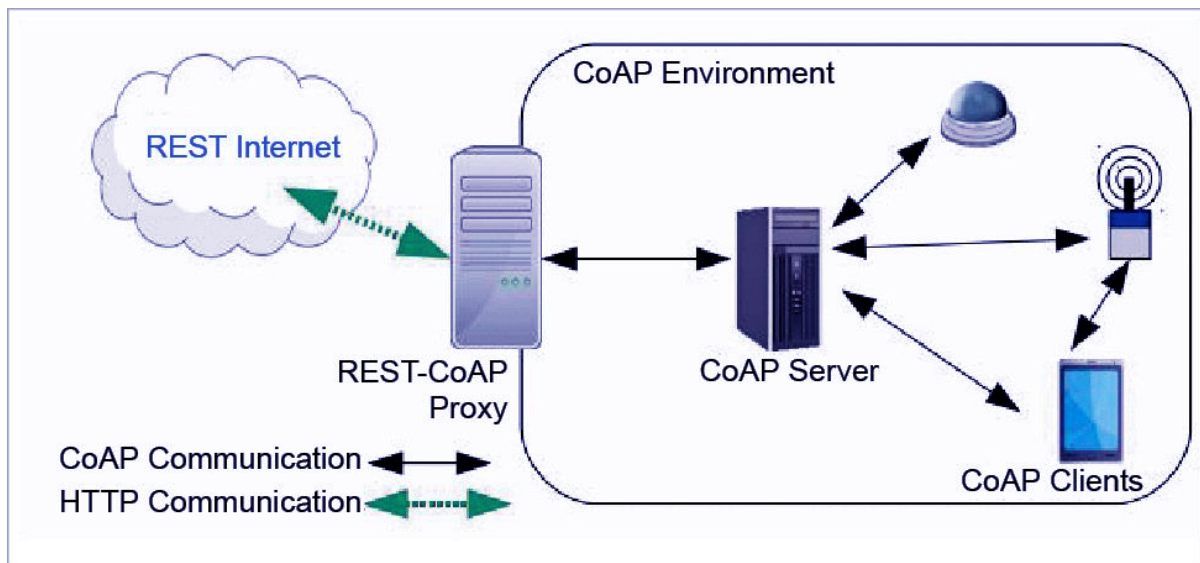 CoAP Environment
REST Internet
REST-CoAP
Proxy
CoAP Server
CoAP Clients
CoAP Communication
HTTP Communication